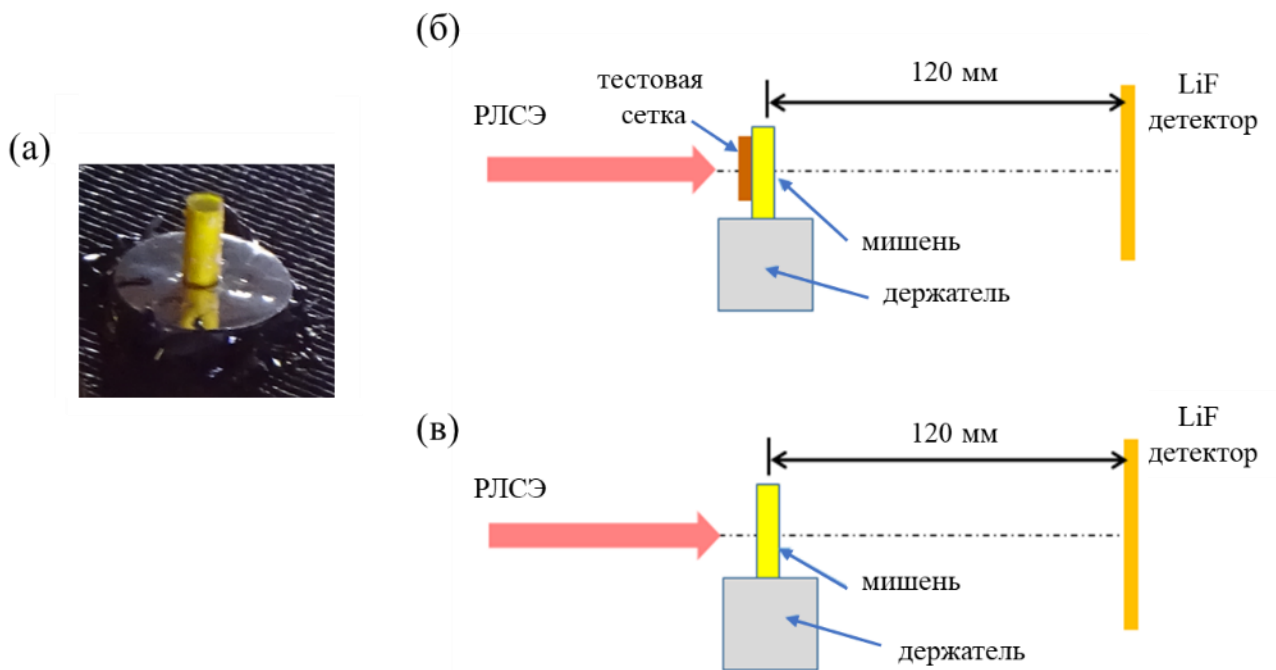 (а)
(б)
РЛСЭ
тестовая
сетка
120 мм
LiF
детектор
мишень
держатель
(в)
РЛСЭ
120 мм
LiF
детектор
мишень
держатель